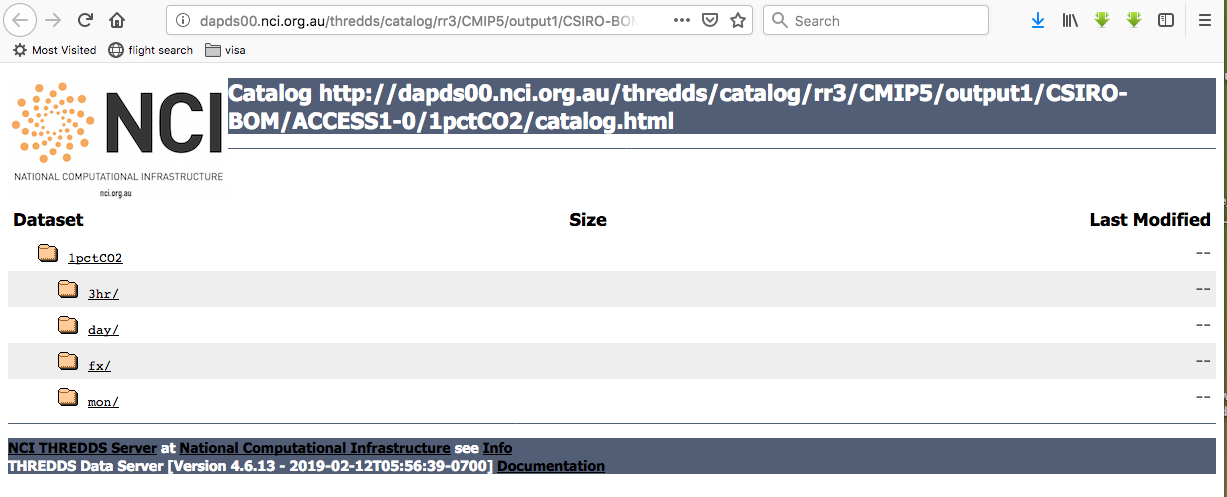 dapds00.nci.org.au/thredds/catalog/rr3/CMIP5/output1/CSIRO-BOM
Search
Most Visited flight search visa
NCI
NATIONAL COMPUTATIONAL INFRASTRUCTURE
nci.org.au
Catalog http://dapds00.nci.org.au/thredds/catalog/rr3/CMIP5/output1/CSIRO-
BOM/ACCESS1-0/1pctCO2/catalog.html
Dataset Size Last Modified
1pctCO2 --
3hr/ --
day/ --
fx/ --
mon/ --
NCI THREDDS Server at National Computational Infrastructure see Info
THREDDS Data Server [Version 4.6.13 - 2019-02-12T05:56:39-0700] Documentation